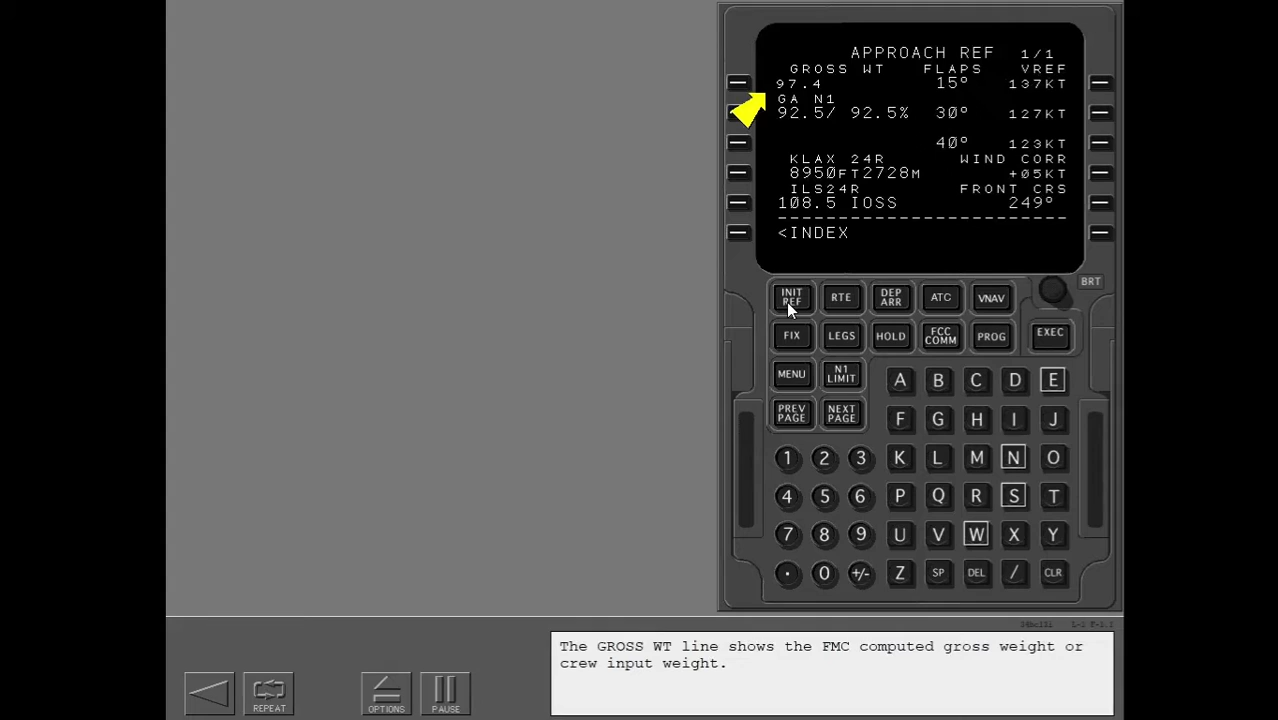 APPROACH REF 1/1
GROSS WT FLAPS VREF
97.4 15° 137KT
GA N1
92.5/ 92.5% 30° 127KT
40° 123KT
KLAX 24R WIND CORR
8950FT2728M +05KT
ILS24R FRONT CRS
108.5 IOSS 249°
--------------------
<INDEX
BRT
INIT REF RTE DEP ARR ATC VNAV
FIX LEGS HOLD FCC COMM PROG EXEC
MENU N1 LIMIT
PREV PAGE NEXT PAGE
A B C D E
F G H I J
1 2 3 K L M N O
4 5 6 P Q R S T
7 8 9 U V W X Y
. 0 +/- Z SP DEL / CLR
The GROSS WT line shows the FMC computed gross weight or
crew input weight.
REPEAT OPTIONS PAUSE